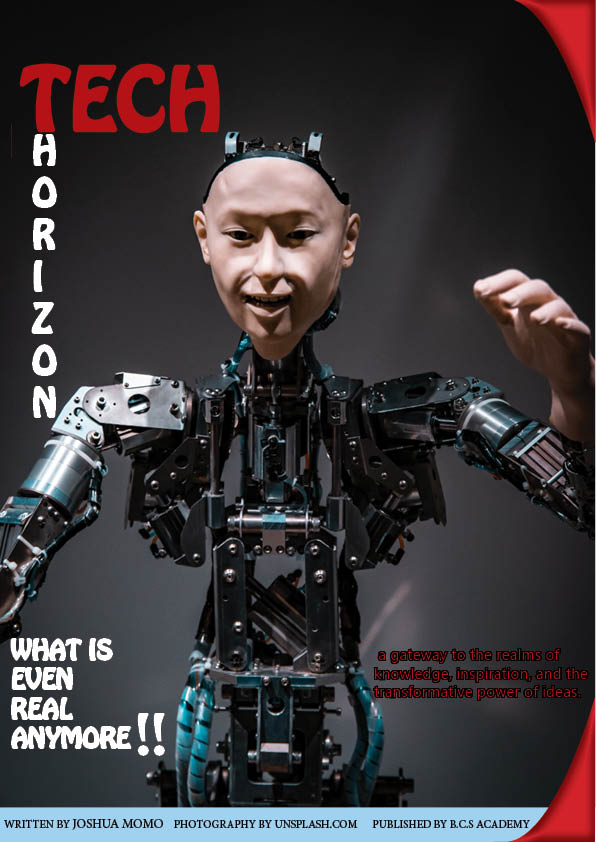 TECH
HORIZON
WHAT IS
EVEN
REAL
ANYMORE !!
a gateway to the realms of
knowledge, inspiration, and the
transformative power of ideas.
WRITTEN BY JOSHUA MOMO PHOTOGRAPHY BY UNSPLASH.COM PUBLISHED BY B.C.S ACADEMY